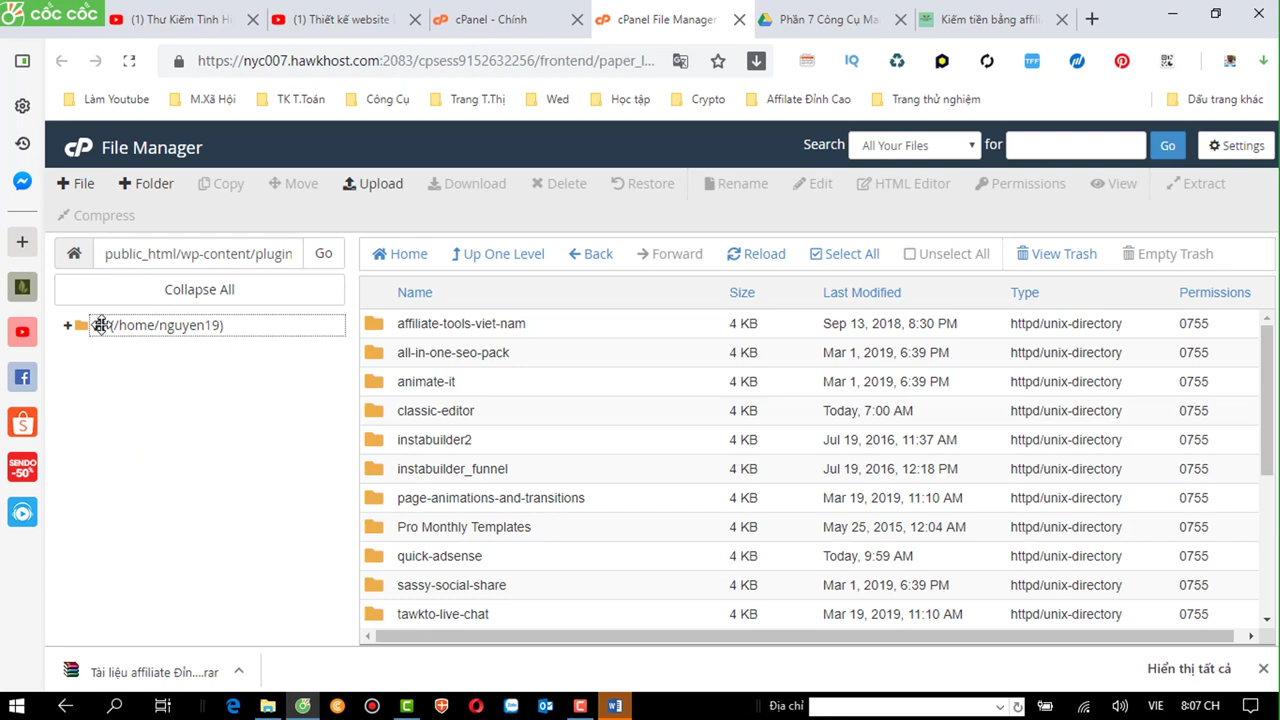 cốc cốc
(1) Thư Kiếm Tình H
(1) Thiết kế website
cPanel - Chính
cPanel File Manager
Phần 7 Công Cụ Ma
Kiếm tiền bằng affili
https://nyc007.hawkhost.com:2083/cpsess9152632256/frontend/paper_l...
IQ
TFF
Làm Youtube
M.Xã Hội
TK T.Toán
Công Cụ
Trang T.Thị
Wed
Học tập
Crypto
Affilate Đỉnh Cao
Trang thử nghiệm
Dấu trang khác
cP File Manager
Search
All Your Files
for
Go
Settings
File
Folder
Copy
Move
Upload
Download
Delete
Restore
Rename
Edit
HTML Editor
Permissions
View
Extract
Compress
public_html/wp-content/plugin
Go
Home
Up One Level
Back
Forward
Reload
Select All
Unselect All
View Trash
Empty Trash
Collapse All
(/home/nguyen19)
Name Size Last Modified Type Permissions
affiliate-tools-viet-nam 4 KB Sep 13, 2018, 8:30 PM httpd/unix-directory 0755
all-in-one-seo-pack 4 KB Mar 1, 2019, 6:39 PM httpd/unix-directory 0755
animate-it 4 KB Mar 1, 2019, 6:39 PM httpd/unix-directory 0755
classic-editor 4 KB Today, 7:00 AM httpd/unix-directory 0755
instabuilder2 4 KB Jul 19, 2016, 11:37 AM httpd/unix-directory 0755
instabuilder_funnel 4 KB Jul 19, 2016, 12:18 PM httpd/unix-directory 0755
page-animations-and-transitions 4 KB Mar 19, 2019, 11:10 AM httpd/unix-directory 0755
Pro Monthly Templates 4 KB May 25, 2015, 12:04 AM httpd/unix-directory 0755
quick-adsense 4 KB Today, 9:59 AM httpd/unix-directory 0755
sassy-social-share 4 KB Mar 1, 2019, 6:39 PM httpd/unix-directory 0755
tawkto-live-chat 4 KB Mar 19, 2019, 11:10 AM httpd/unix-directory 0755
SENDO
-50%
Tài liệu affiliate Đỉn....rar
Hiển thị tất cả
Địa chỉ
VIE
8:07 CH